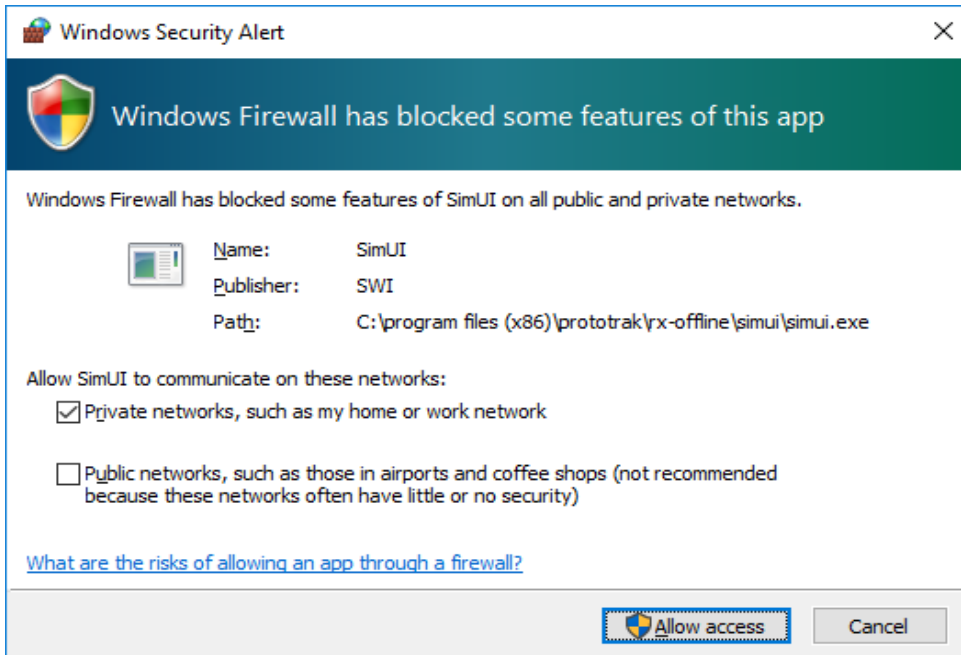 Windows Security Alert
Windows Firewall has blocked some features of this app
Windows Firewall has blocked some features of SimUI on all public and private networks.
Name: SimUI
Publisher: SWI
Path: C:\program files (x86)\prototrak\rx-offline\simui\simui.exe
Allow SimUI to communicate on these networks:
Private networks, such as my home or work network
Public networks, such as those in airports and coffee shops (not recommended
because these networks often have little or no security)
What are the risks of allowing an app through a firewall?
Allow access Cancel